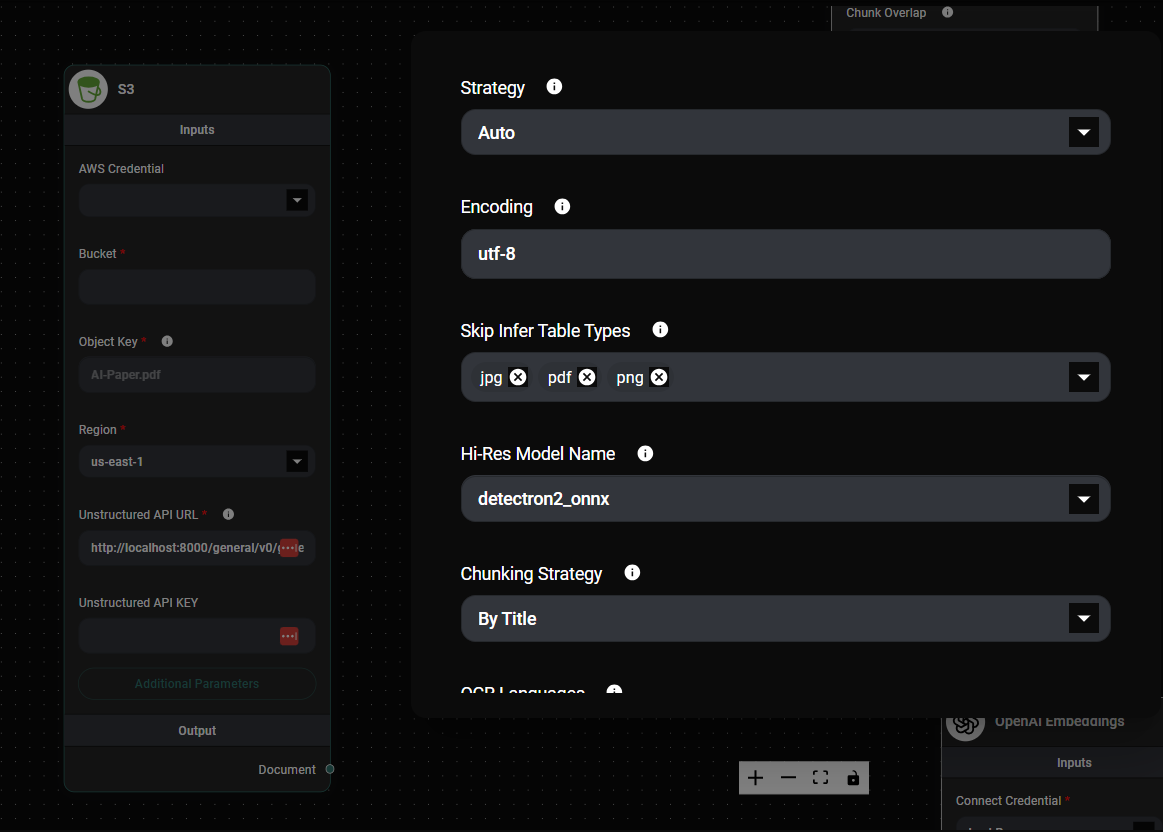 Chunk Overlap
S3
Inputs
AWS Credential
Bucket *
Object Key *
AI-Paper.pdf
Region *
us-east-1
Unstructured API URL *
http://localhost:8000/general/v0/
Unstructured API KEY
Additional Parameters
Output
Document
Strategy
Auto
Encoding
utf-8
Skip Infer Table Types
jpg pdf png
Hi-Res Model Name
detectron2_onnx
Chunking Strategy
By Title
OCR Languages
OpenAI Embeddings
Inputs
Connect Credential *